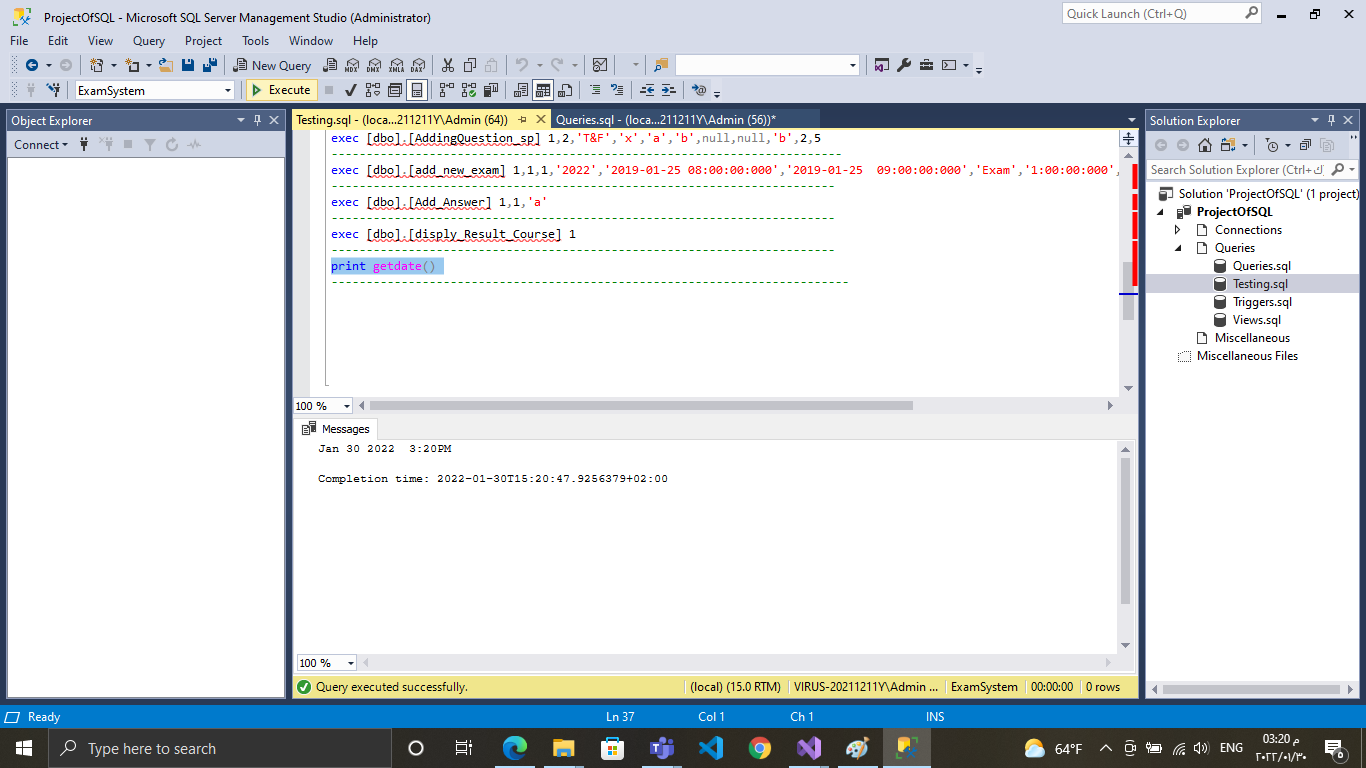 ProjectOfSQL - Microsoft SQL Server Management Studio (Administrator)
Quick Launch (Ctrl+Q)
File Edit View Query Project Tools Window Help
New Query MDX DMX XMLA DAX
ExamSystem Execute
Object Explorer
Connect
Testing.sql - (loca...211211Y\Admin (64)) Queries.sql - (loca...211211Y\Admin (56))*
exec [dbo].[AddingQuestion_sp] 1,2,'T&F','x','a','b',null,null,'b',2,5
-------------------------------------------------------------------------
exec [dbo].[add_new_exam] 1,1,1,'2022','2019-01-25 08:00:00:000','2019-01-25  09:00:00:000','Exam','1:00:00:000',
------------------------------------------------------------------------
exec [dbo].[Add_Answer] 1,1,'a'
------------------------------------------------------------------------
exec [dbo].[disply_Result_Course] 1
------------------------------------------------------------------------
print getdate()
--------------------------------------------------------------------------
100 %
Messages
Jan 30 2022  3:20PM
Completion time: 2022-01-30T15:20:47.9256379+02:00
100 %
Query executed successfully. (local) (15.0 RTM) VIRUS-20211211Y\Admin ... ExamSystem 00:00:00 0 rows
Solution Explorer
Search Solution Explorer (Ctrl+ك)
Solution 'ProjectOfSQL' (1 project)
ProjectOfSQL
Connections
Queries
Queries.sql
Testing.sql
Triggers.sql
Views.sql
Miscellaneous
Miscellaneous Files
Ready Ln 37 Col 1 Ch 1 INS
Type here to search
64°F ENG
03:20 م
٢٠٢٢/٠١/٣٠